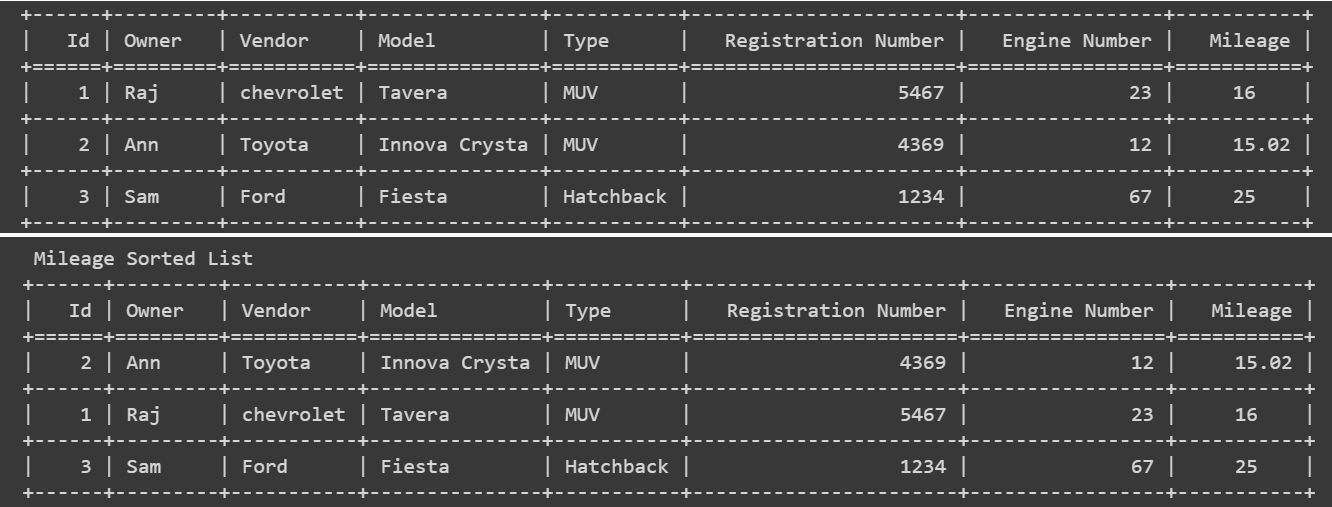 +------+---------+-----------+---------------+-----------+-----------------------+-----------------+-----------+
|   Id | Owner   | Vendor    | Model         | Type      |   Registration Number |   Engine Number |   Mileage |
+======+=========+===========+===============+===========+=======================+=================+===========+
|    1 | Raj     | chevrolet | Tavera        | MUV       |                  5467 |              23 |     16    |
+------+---------+-----------+---------------+-----------+-----------------------+-----------------+-----------+
|    2 | Ann     | Toyota    | Innova Crysta | MUV       |                  4369 |              12 |     15.02 |
+------+---------+-----------+---------------+-----------+-----------------------+-----------------+-----------+
|    3 | Sam     | Ford      | Fiesta        | Hatchback |                  1234 |              67 |     25    |
+------+---------+-----------+---------------+-----------+-----------------------+-----------------+-----------+
Mileage Sorted List
+------+---------+-----------+---------------+-----------+-----------------------+-----------------+-----------+
|   Id | Owner   | Vendor    | Model         | Type      |   Registration Number |   Engine Number |   Mileage |
+======+=========+===========+===============+===========+=======================+=================+===========+
|    2 | Ann     | Toyota    | Innova Crysta | MUV       |                  4369 |              12 |     15.02 |
+------+---------+-----------+---------------+-----------+-----------------------+-----------------+-----------+
|    1 | Raj     | chevrolet | Tavera        | MUV       |                  5467 |              23 |     16    |
+------+---------+-----------+---------------+-----------+-----------------------+-----------------+-----------+
|    3 | Sam     | Ford      | Fiesta        | Hatchback |                  1234 |              67 |     25    |
+------+---------+-----------+---------------+-----------+-----------------------+-----------------+-----------+